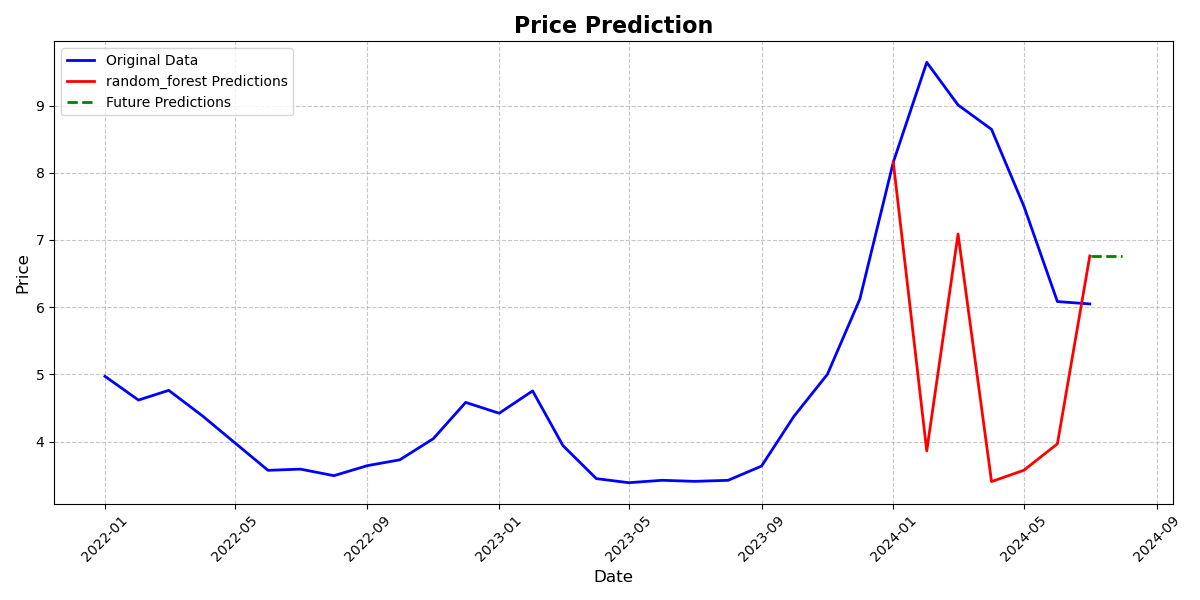 Price Prediction
Original Data
random_forest Predictions
Future Predictions
Price
9
8
7
6
5
4
2022-01
2022-05
2022-09
2023-01
2023-05
2023-09
2024-01
2024-05
2024-09
Date